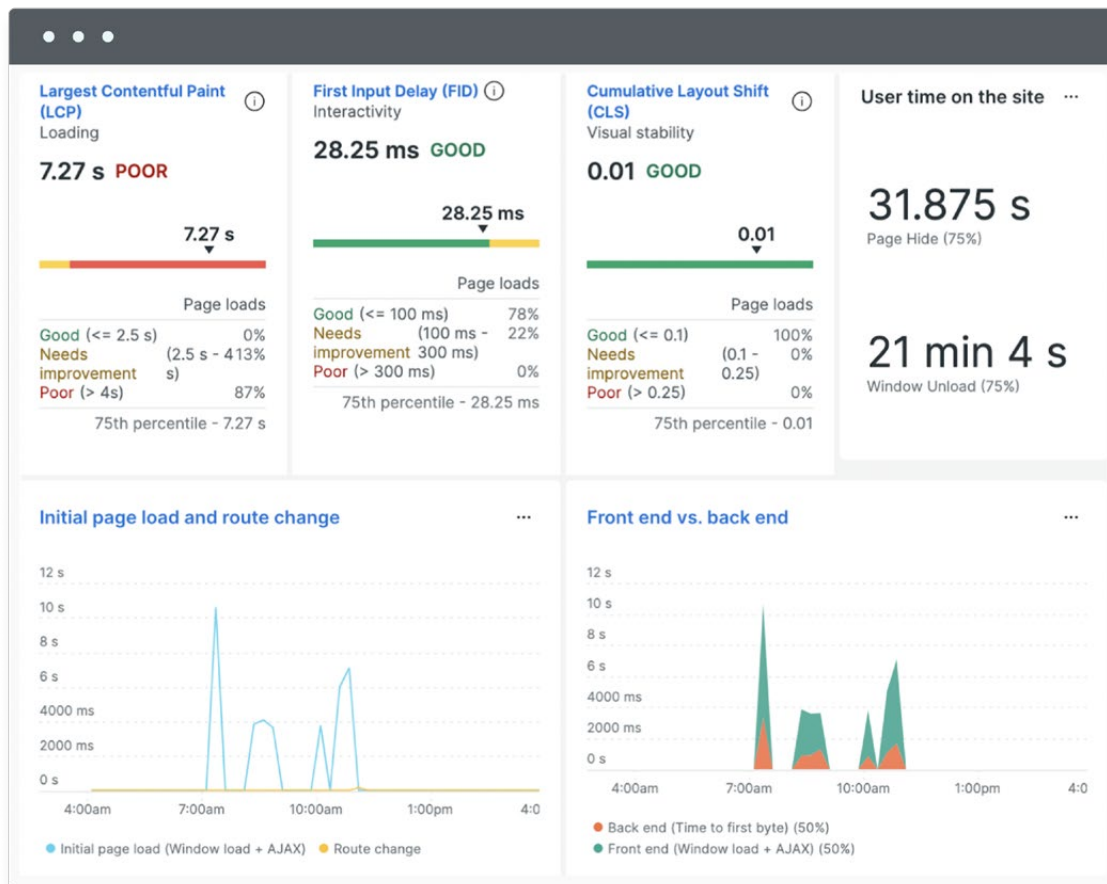 Largest Contentful Paint
(LCP)
Loading
7.27 s POOR
7.27 s
Page loads
Good (<= 2.5 s) 0%
Needs (2.5 s - 413%
improvement s)
Poor (> 4s) 87%
75th percentile - 7.27 s
First Input Delay (FID)
Interactivity
28.25 ms GOOD
28.25 ms
Page loads
Good (<= 100 ms) 78%
Needs (100 ms - 22%
improvement 300 ms)
Poor (> 300 ms) 0%
75th percentile - 28.25 ms
Cumulative Layout Shift
(CLS)
Visual stability
0.01 GOOD
0.01
Page loads
Good (<= 0.1) 100%
Needs (0.1 - 0%
improvement 0.25)
Poor (> 0.25) 0%
75th percentile - 0.01
User time on the site ...
31.875 s
Page Hide (75%)
21 min 4 s
Window Unload (75%)
Initial page load and route change ...
12 s
10 s
8 s
6 s
4000 ms
2000 ms
0 s
4:00am 7:00am 10:00am 1:00pm 4:0
Initial page load (Window load + AJAX) Route change
Front end vs. back end ...
12 s
10 s
8 s
6 s
4000 ms
2000 ms
0 s
4:00am 7:00am 10:00am 1:00pm 4:0
Back end (Time to first byte) (50%)
Front end (Window load + AJAX) (50%)